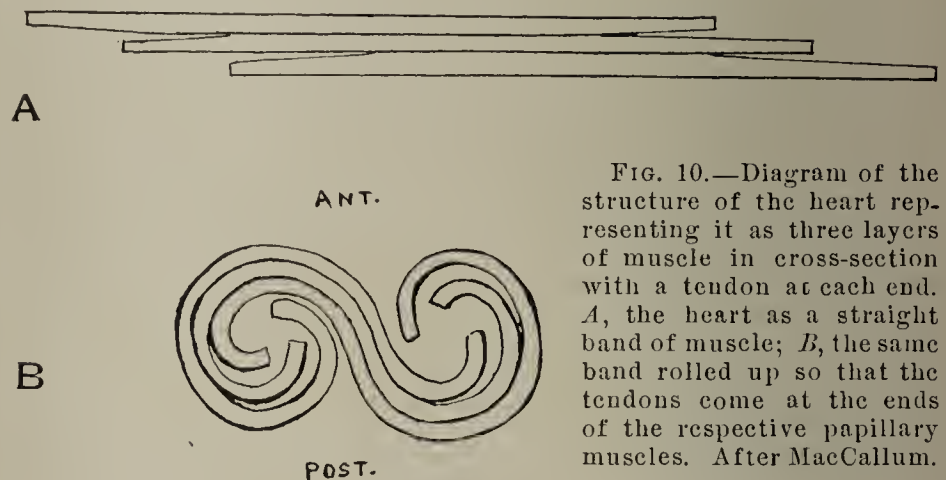 A
ANT.
B
POST.
FIG. 10.—Diagram of the
structure of the heart rep-
resenting it as three layers
of muscle in cross-section
with a tendon at each end.
A, the heart as a straight
band of muscle; B, the same
band rolled up so that the
tendons come at the ends
of the respective papillary
muscles. After MacCallum.